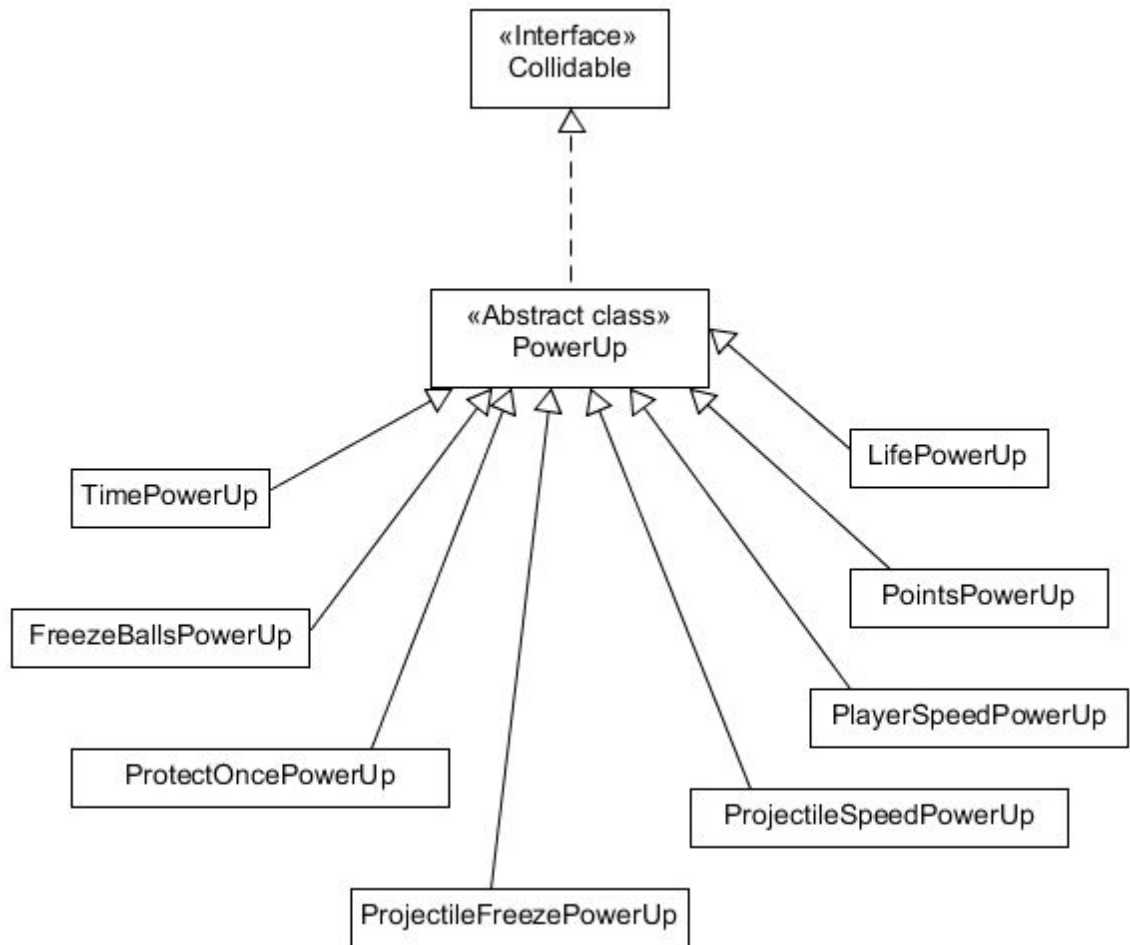 «Interface»
Collidable
«Abstract class»
PowerUp
LifePowerUp
TimePowerUp
PointsPowerUp
FreezeBallsPowerUp
PlayerSpeedPowerUp
ProtectOncePowerUp
ProjectileSpeedPowerUp
ProjectileFreezePowerUp